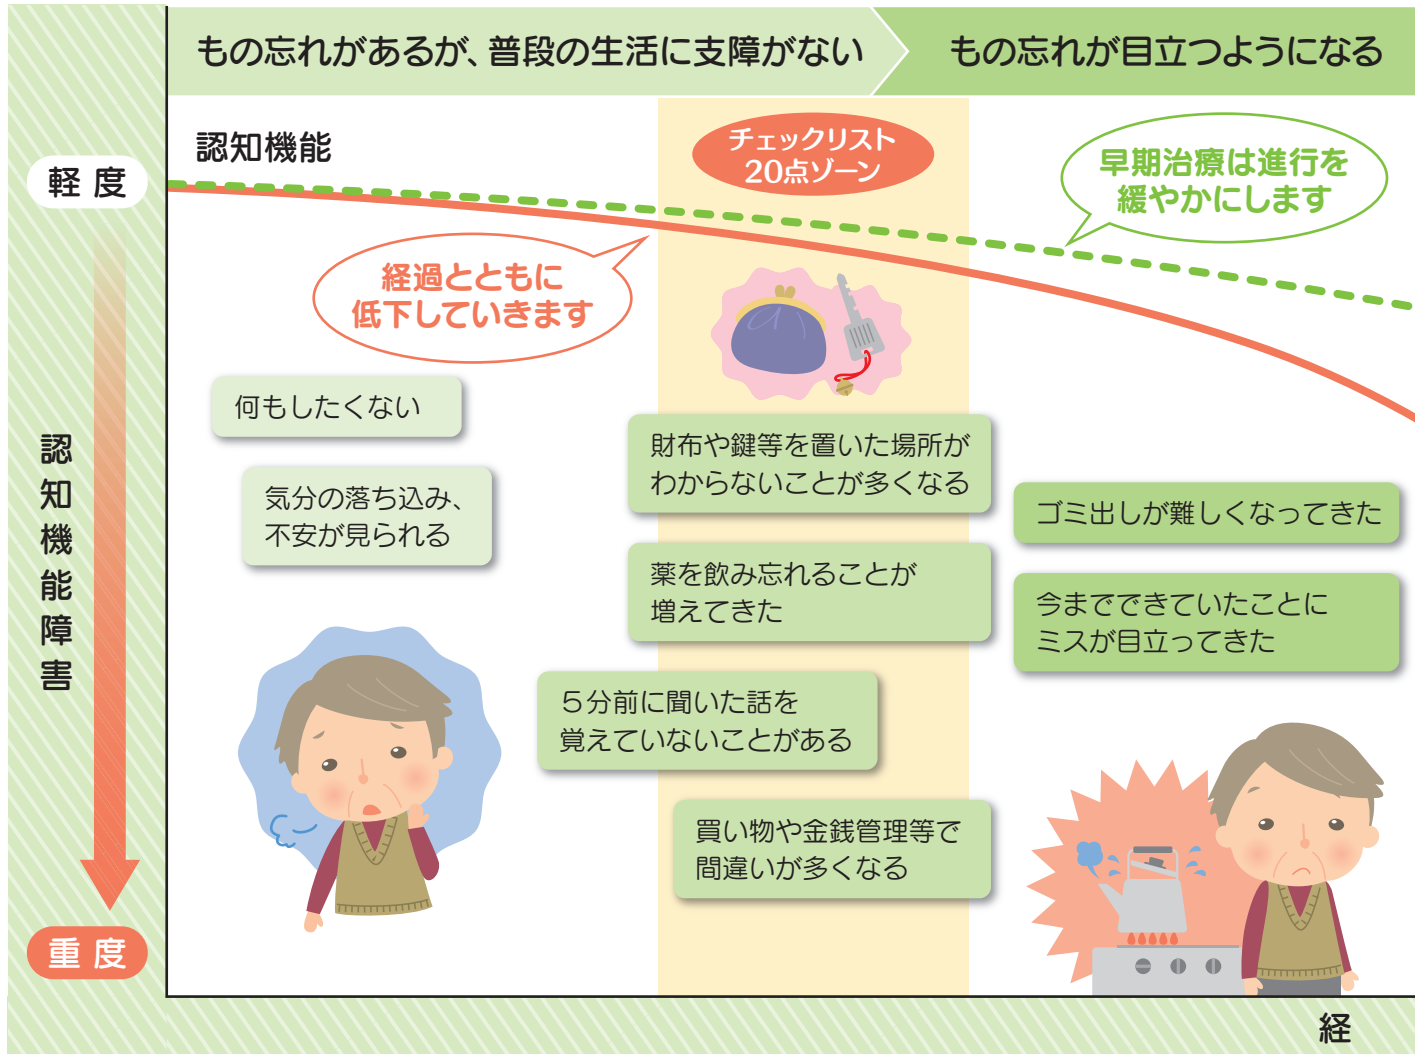 もの忘れがあるが、普段の生活に支障がない
もの忘れが目立つようになる
認知機能
チェックリスト
20点ゾーン
早期治療は進行を
緩やかにします
軽度
経過とともに
低下していきます
何もしたくない
気分の落ち込み、
不安が見られる
財布や鍵等を置いた場所が
わからないことが多くなる
薬を飲み忘れることが
増えてきた
5分前に聞いた話を
覚えていないことがある
買い物や金銭管理等で
間違いが多くなる
ゴミ出しが難しくなってきた
今までできていたことに
ミスが目立ってきた
認知機能障害
重度
経